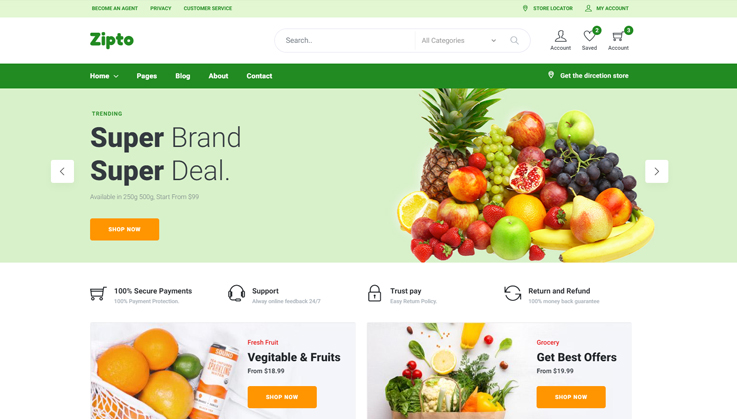 BECOME AN AGENT PRIVACY CUSTOMER SERVICE STORE LOCATOR MY ACCOUNT
Zipto Search.. All Categories 2 3
Account Saved Account
Home Pages Blog About Contact Get the dircetion store
TRENDING
Super Brand
Super Deal.
Available in 250g 500g, Start From $99
SHOP NOW
100% Secure Payments Support Trust pay Return and Refund
100% Payment Protection. Alway online feedback 24/7 Easy Return Policy. 100% money back guarantee
Fresh Fruit Grocery
Vegitable & Fruits Get Best Offers
From $18.99 From $19.99
SHOP NOW SHOP NOW